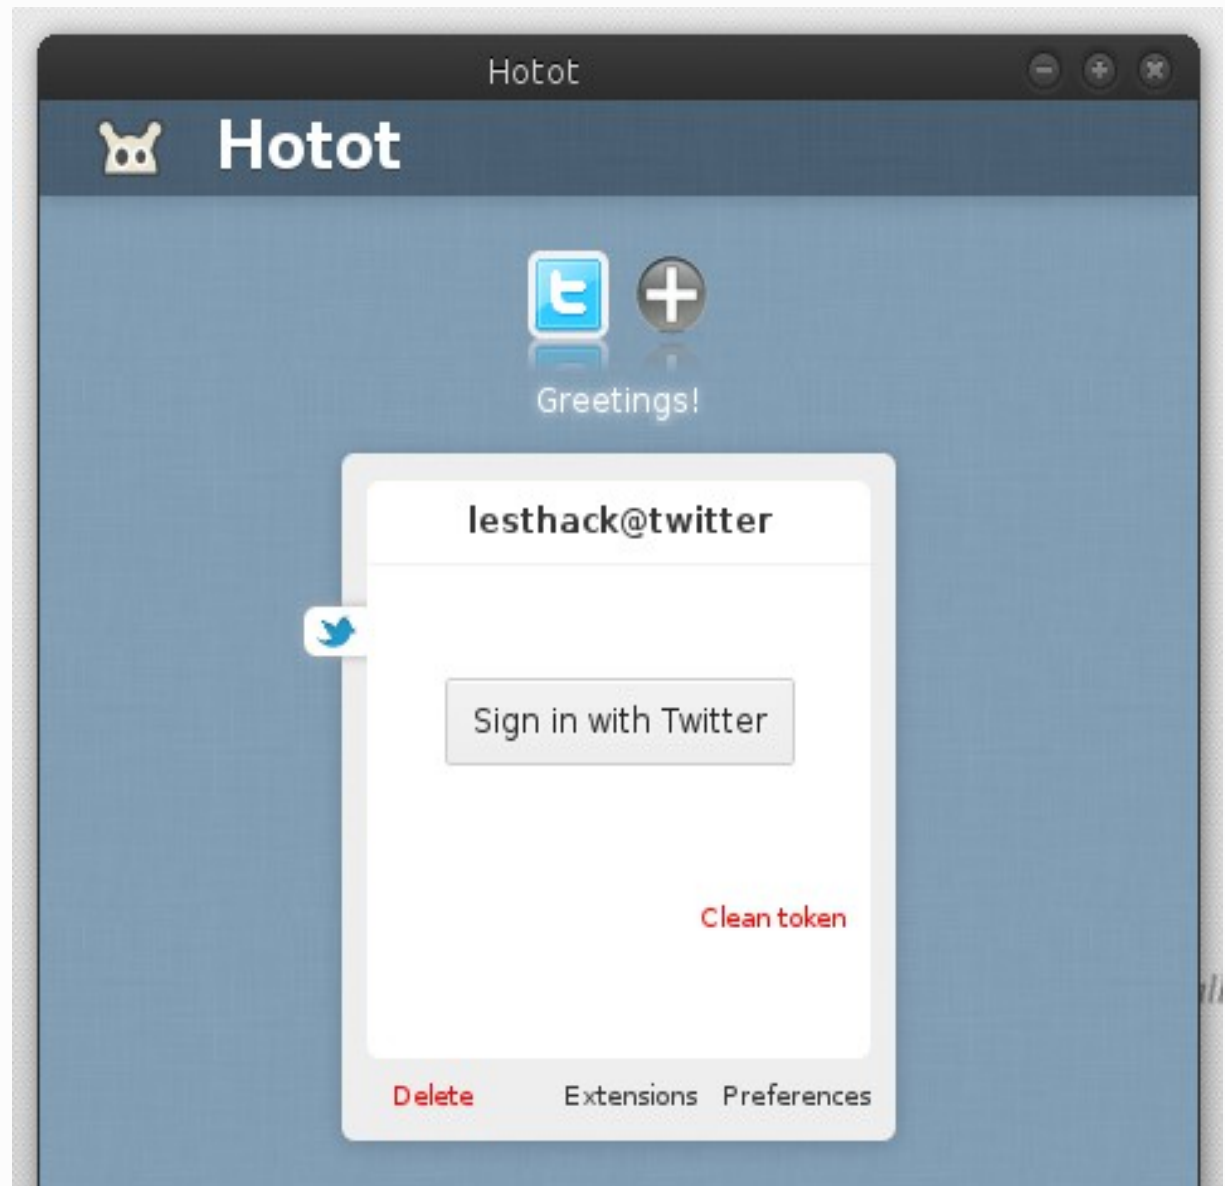 Hotot
Hotot
Greetings!
lesthack@twitter
Sign in with Twitter
Clean token
Delete Extensions Preferences